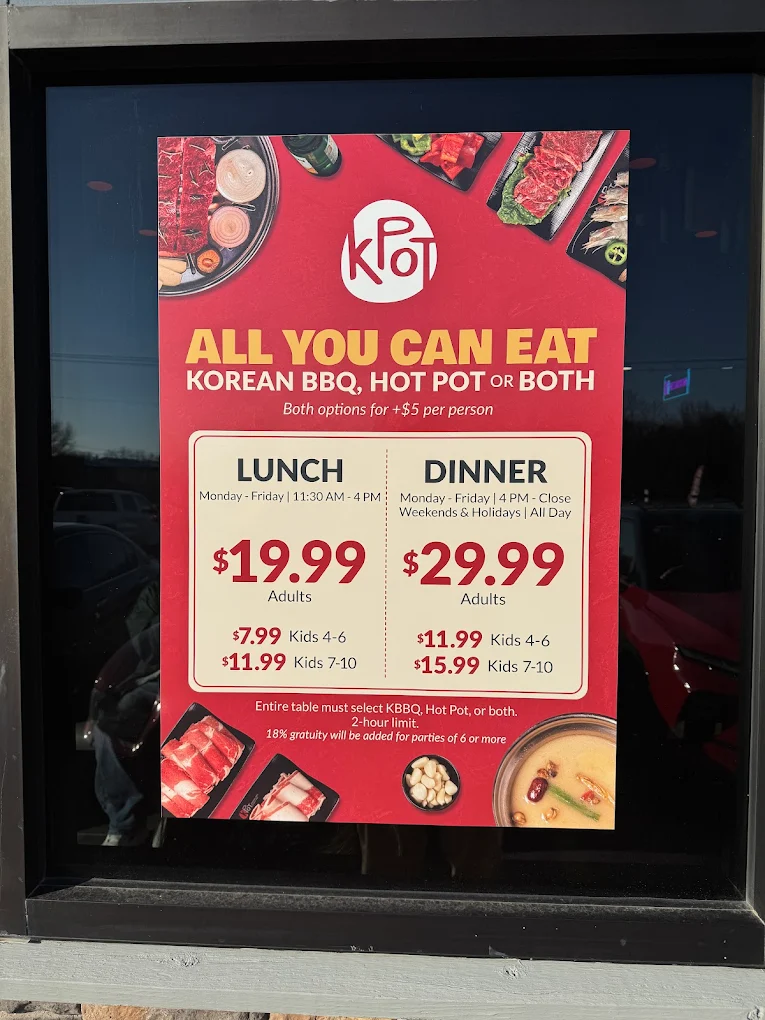 KPOT
ALL YOU CAN EAT
KOREAN BBQ, HOT POT OR BOTH
Both options for +$5 per person
LUNCH
Monday - Friday | 11:30 AM - 4 PM
$19.99
Adults
$7.99 Kids 4-6
$11.99 Kids 7-10
DINNER
Monday - Friday | 4 PM - Close
Weekends & Holidays | All Day
$29.99
Adults
$11.99 Kids 4-6
$15.99 Kids 7-10
Entire table must select KBBQ, Hot Pot, or both.
2-hour limit.
18% gratuity will be added for parties of 6 or more
KPOT